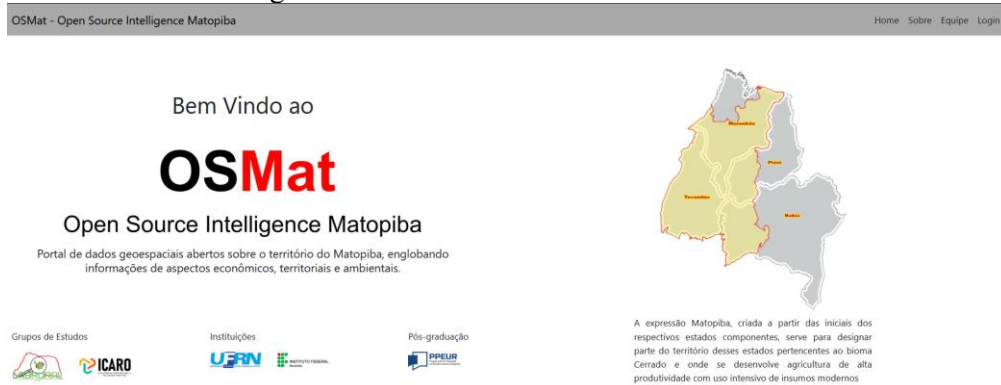 OSMat - Open Source Intelligence Matopiba
Home Sobre Equipe Login
Bem Vindo ao
OSMat
Open Source Intelligence Matopiba
Portal de dados geoespaciais abertos sobre o território do Matopiba, englobando
informações de aspectos econômicos, territoriais e ambientais.
Maranhão
Piauí
Tocantins
Bahia
Grupos de Estudos
Instituições
Pós-graduação
ICARO
UFRN
INSTITUTO FEDERAL
PPEUR
A expressão Matopiba, criada a partir das iniciais dos
respectivos estados componentes, serve para designar
parte do território desses estados pertencentes ao bioma
Cerrado e onde se desenvolve agricultura de alta
produtividade com uso intensivo de insumos modernos